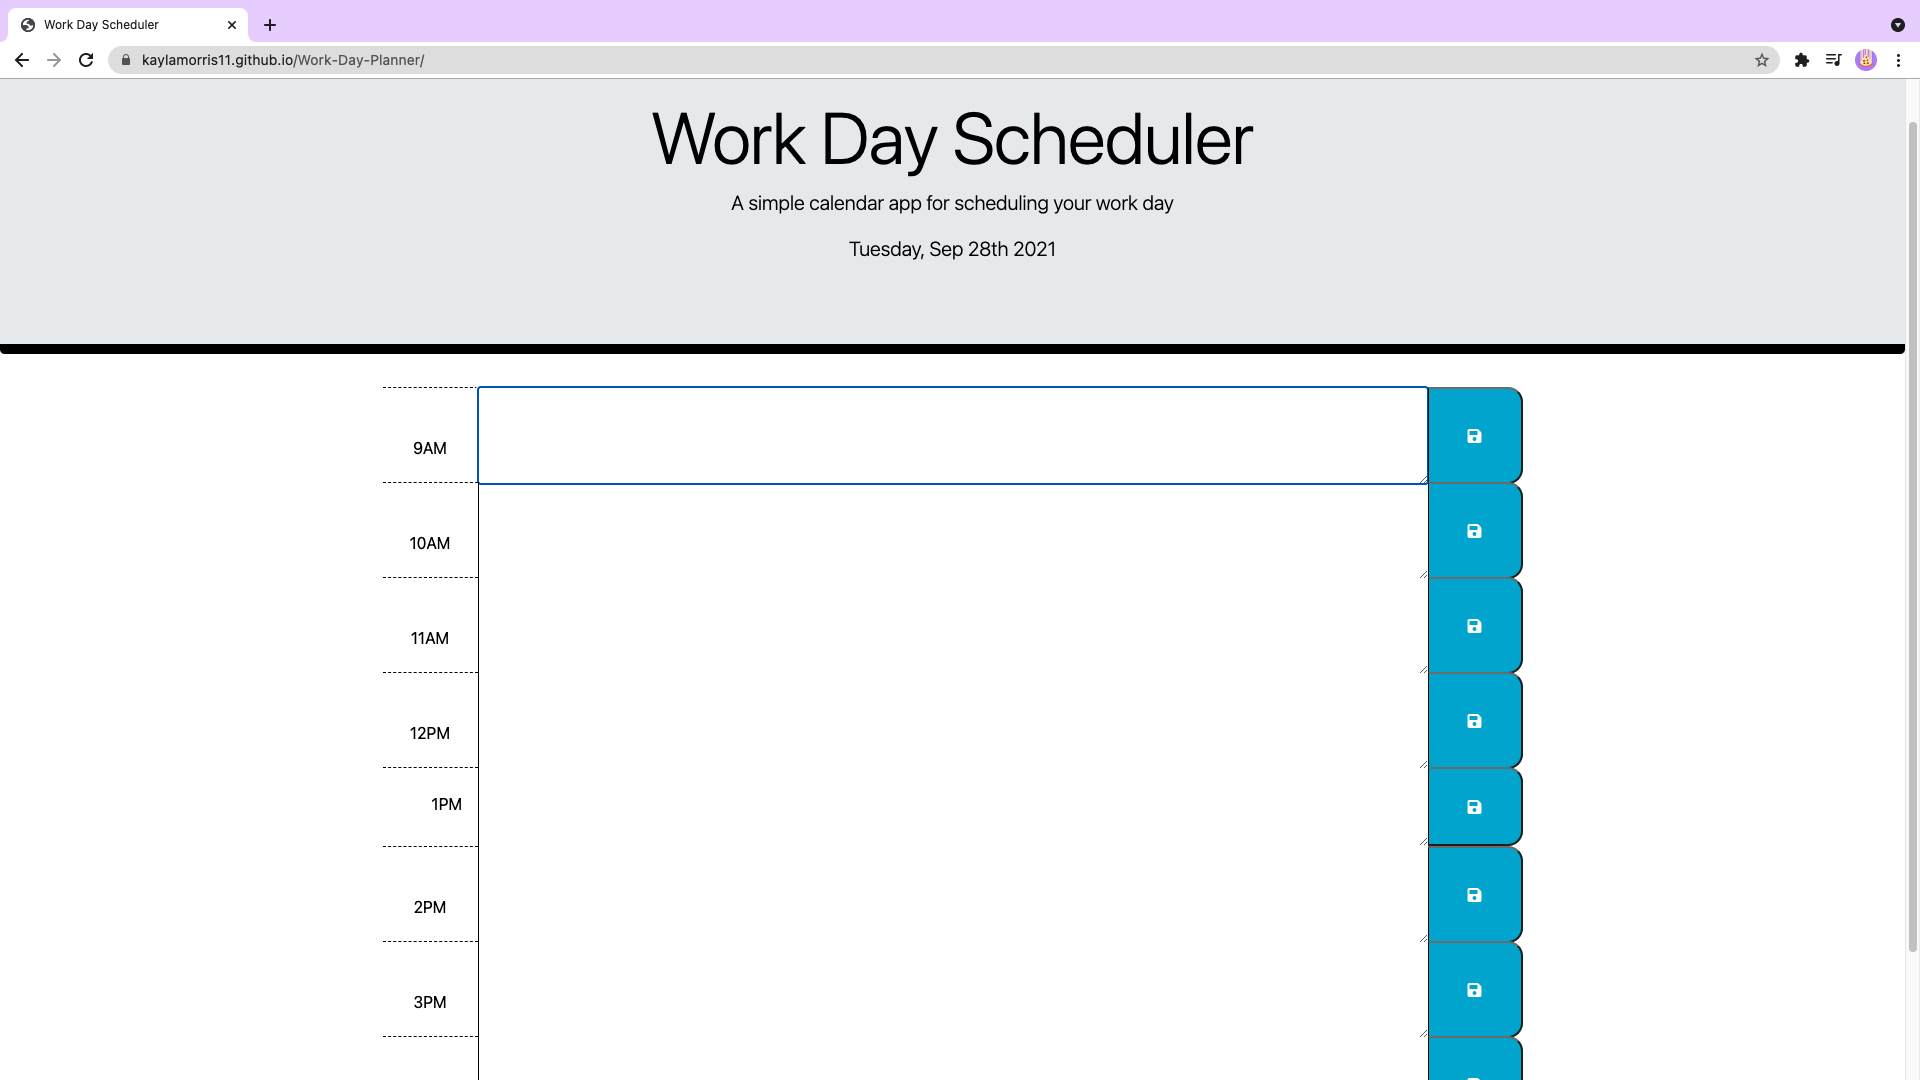 Work Day Scheduler
kaylamorris11.github.io/Work-Day-Planner/
Work Day Scheduler
A simple calendar app for scheduling your work day
Tuesday, Sep 28th 2021
9AM
10AM
11AM
12PM
1PM
2PM
3PM